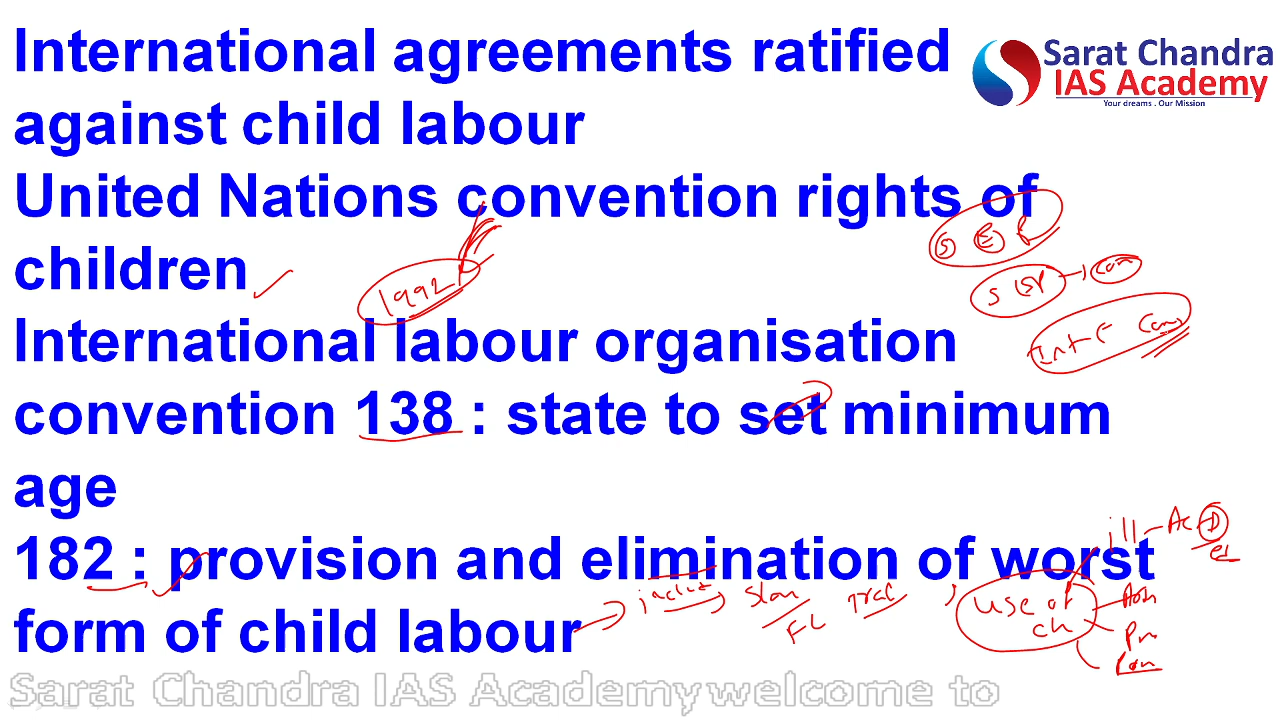 International agreements ratified
against child labour
United Nations convention rights of
children
International labour organisation
convention 138 : state to set minimum
age
182 : provision and elimination of worst
form of child labour
Sarat Chandra
IAS Academy
Your dreams . Our Mission
1992
S E
use of
ch
Sarat Chandra IAS Academy welcome to